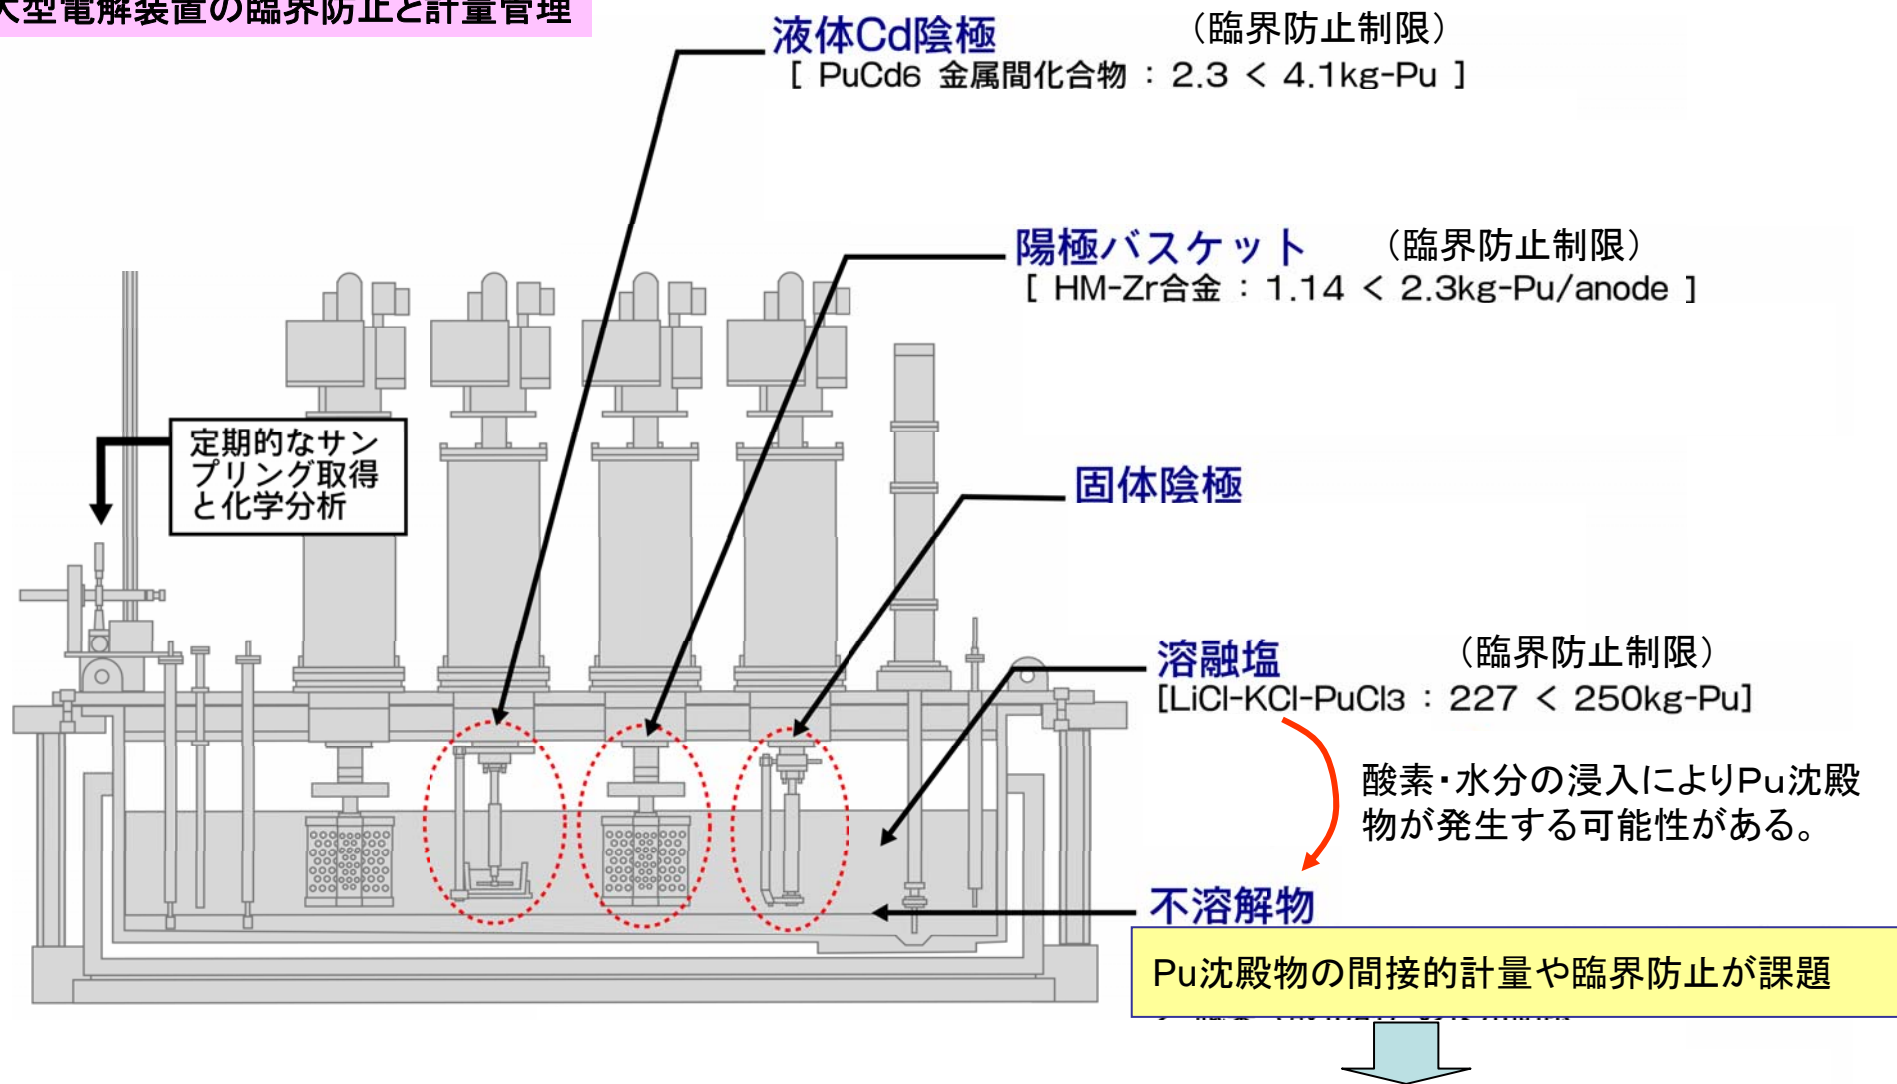 大型電解装置の臨界防止と計量管理
液体Cd陰極 (臨界防止制限)
[ PuCd6 金属間化合物 : 2.3 < 4.1kg-Pu ]
陽極バスケット (臨界防止制限)
[ HM-Zr合金 : 1.14 < 2.3kg-Pu/anode ]
定期的なサン
プリング取得
と化学分析
固体陰極
溶融塩 (臨界防止制限)
[LiCl-KCl-PuCl3 : 227 < 250kg-Pu]
酸素・水分の浸入によりPu沈殿
物が発生する可能性がある。
不溶解物
Pu沈殿物の間接的計量や臨界防止が課題